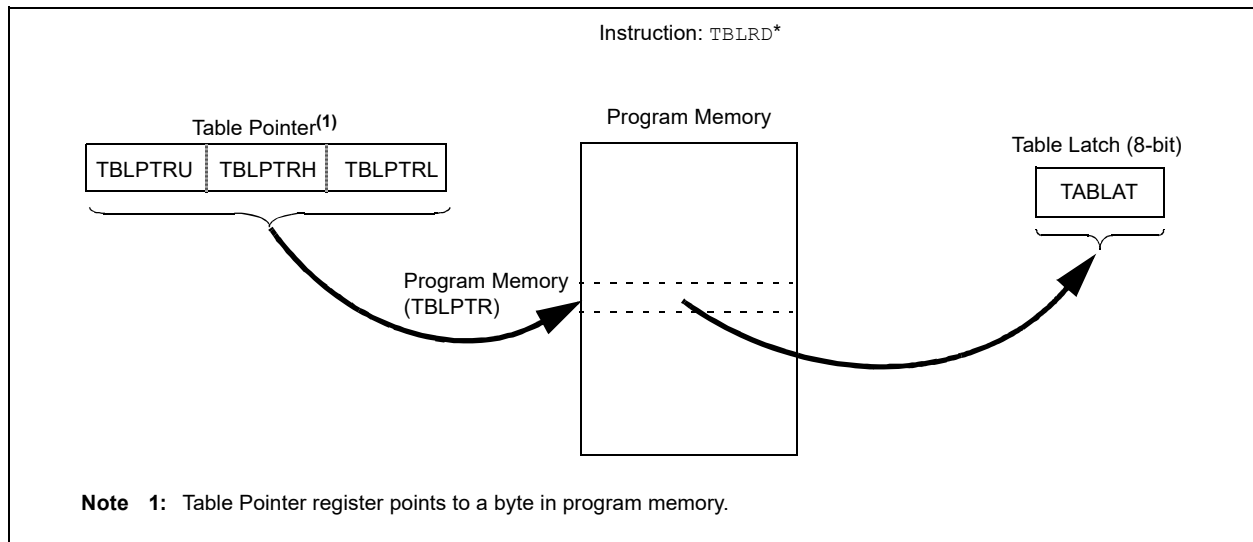 Instruction: TBLRD*
Table Pointer(1)
Program Memory
Table Latch (8-bit)
TBLPTRU TBLPTRH TBLPTRL
TABLAT
Program Memory
(TBLPTR)
Note 1: Table Pointer register points to a byte in program memory.